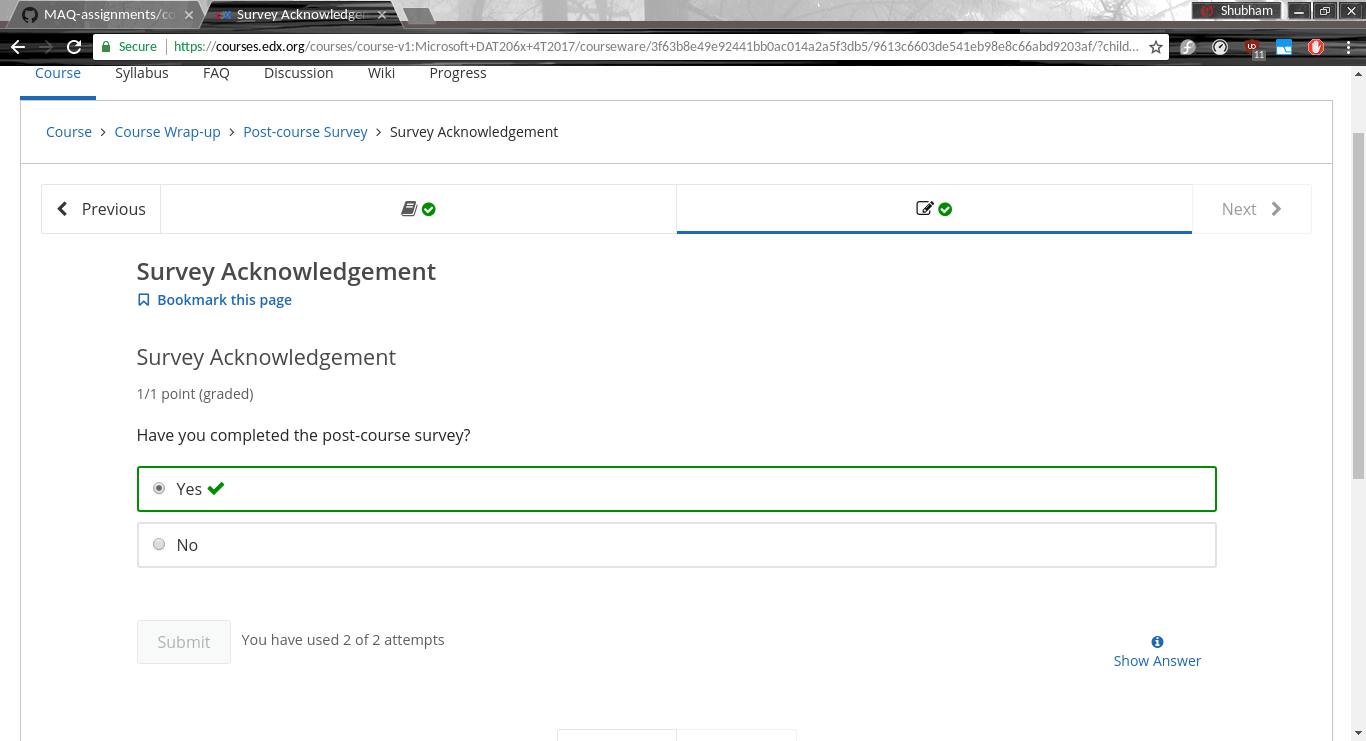 MAQ-assignments/co
Survey Acknowledge
Shubham
Secure
https://courses.edx.org/courses/course-v1:Microsoft+DAT206x+4T2017/courseware/3f63b8e49e92441bb0ac014a2a5f3db5/9613c6603de541eb98e8c66abd9203af/?child...
11
Course Syllabus FAQ Discussion Wiki Progress
Course > Course Wrap-up > Post-course Survey > Survey Acknowledgement
Previous
Next
Survey Acknowledgement
Bookmark this page
Survey Acknowledgement
1/1 point (graded)
Have you completed the post-course survey?
Yes
No
Submit You have used 2 of 2 attempts
Show Answer